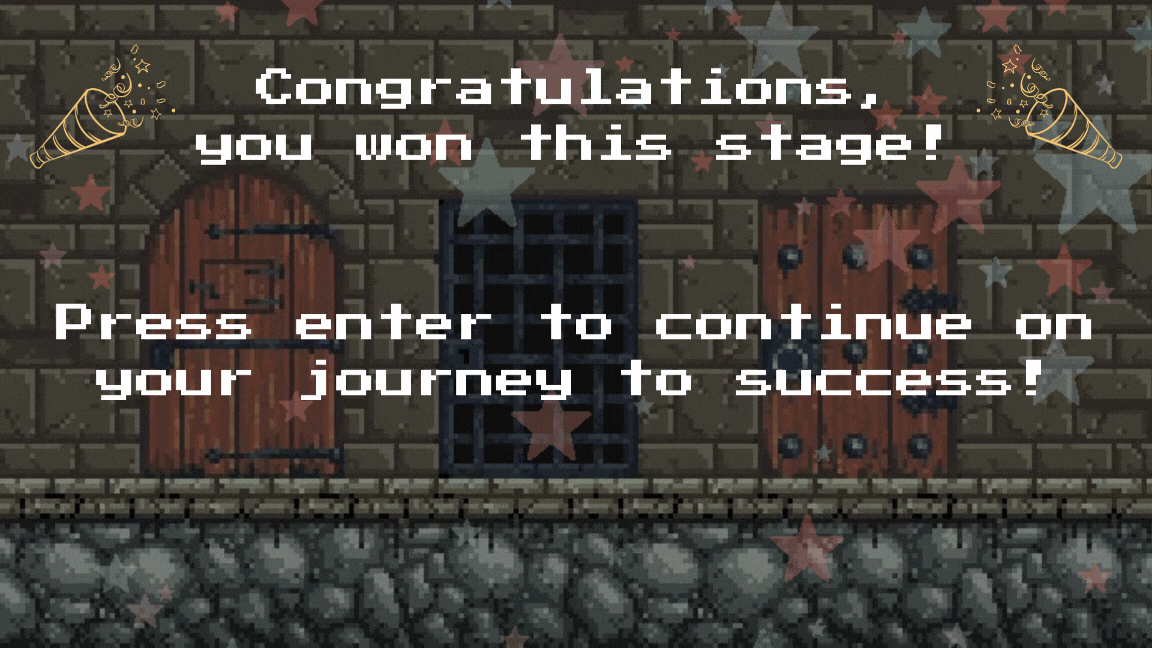 Congratulations,
you won this stage!
Press enter to continue on
your journey to success!